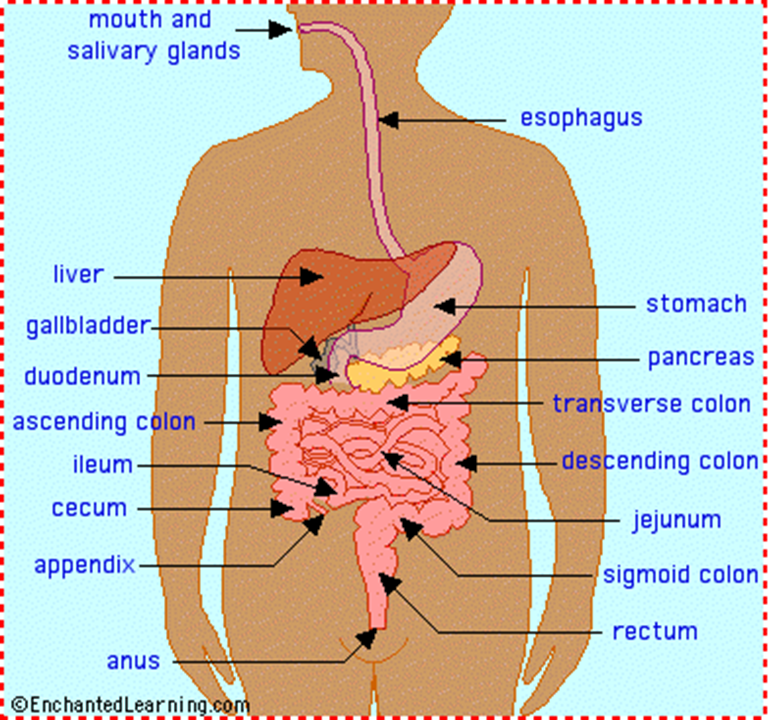 mouth and
salivary glands
esophagus
liver
stomach
gallbladder
pancreas
duodenum
transverse colon
ascending colon
descending colon
ileum
cecum
jejunum
appendix
sigmoid colon
rectum
anus
©EnchantedLearning.com